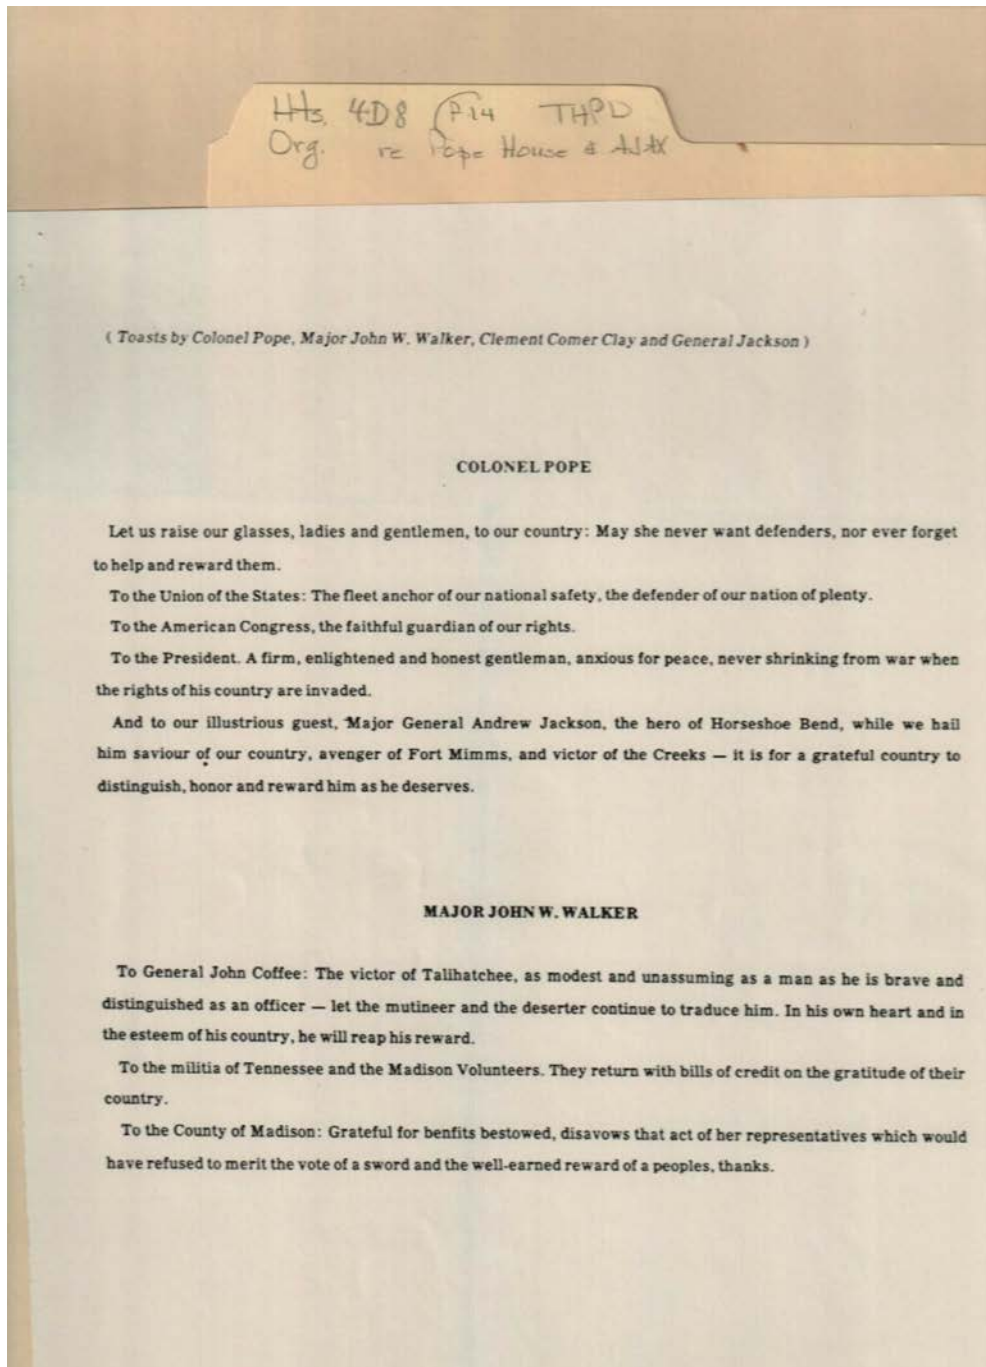 Hts. 4D8 P.14 THPD
Org. re Pope House &
( Toasts by Colonel Pope, Major John W. Walker, Clement Comer Clay and General Jackson )
COLONEL POPE
Let us raise our glasses, ladies and gentlemen, to our country: May she never want defenders, nor ever forget
to help and reward them.
To the Union of the States: The fleet anchor of our national safety, the defender of our nation of plenty.
To the American Congress, the faithful guardian of our rights.
To the President. A firm, enlightened and honest gentleman, anxious for peace, never shrinking from war when
the rights of his country are invaded.
And to our illustrious guest, Major General Andrew Jackson, the hero of Horseshoe Bend, while we hail
him saviour of our country, avenger of Fort Mimms, and victor of the Creeks — it is for a grateful country to
distinguish, honor and reward him as he deserves.
MAJOR JOHN W. WALKER
To General John Coffee: The victor of Talihatchee, as modest and unassuming as a man as he is brave and
distinguished as an officer — let the mutineer and the deserter continue to traduce him. In his own heart and in
the esteem of his country, he will reap his reward.
To the militia of Tennessee and the Madison Volunteers. They return with bills of credit on the gratitude of their
country.
To the County of Madison: Grateful for benfits bestowed, disavows that act of her representatives which would
have refused to merit the vote of a sword and the well-earned reward of a peoples, thanks.